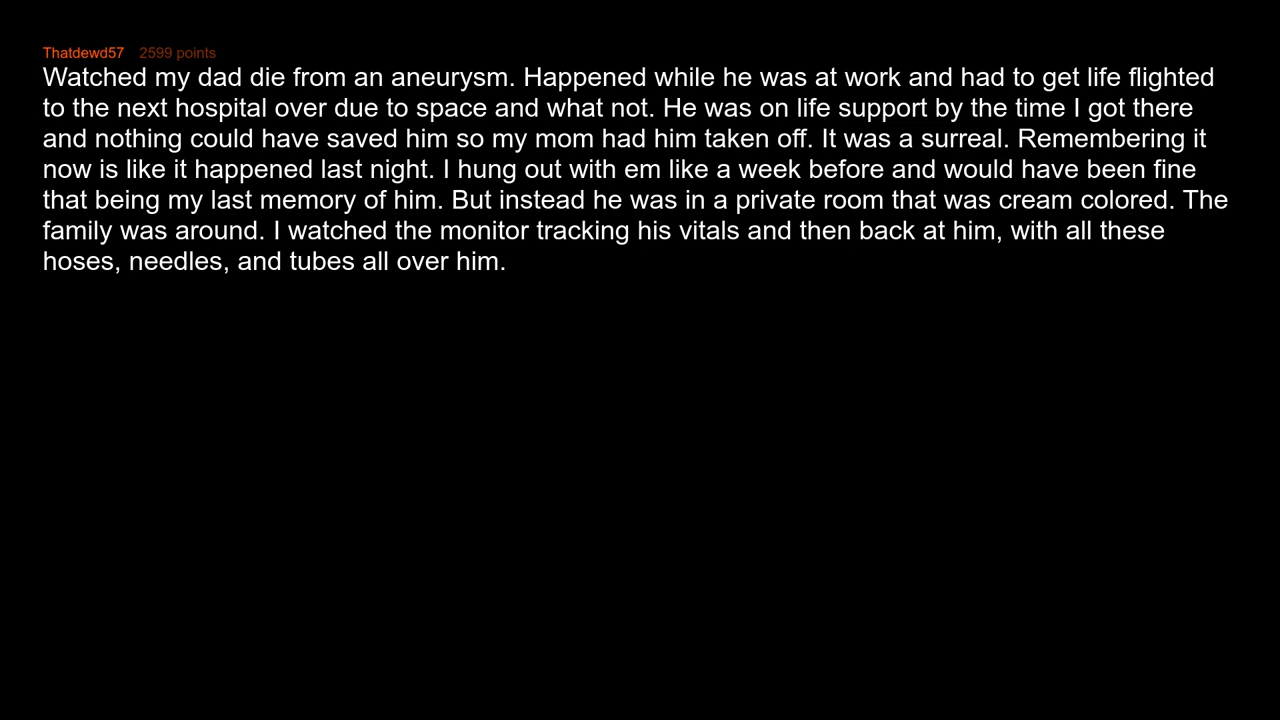 Thatdewd57 2599 points
Watched my dad die from an aneurysm. Happened while he was at work and had to get life flighted
to the next hospital over due to space and what not. He was on life support by the time I got there
and nothing could have saved him so my mom had him taken off. It was a surreal. Remembering it
now is like it happened last night. I hung out with em like a week before and would have been fine
that being my last memory of him. But instead he was in a private room that was cream colored. The
family was around. I watched the monitor tracking his vitals and then back at him, with all these
hoses, needles, and tubes all over him.